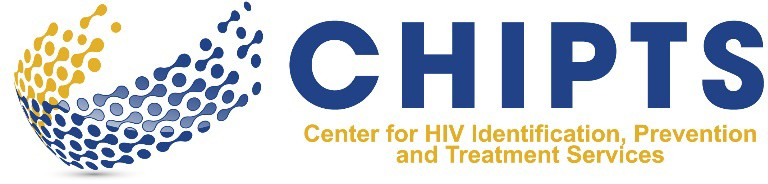 CHIPTS
Center for HIV Identification, Prevention
and Treatment Services